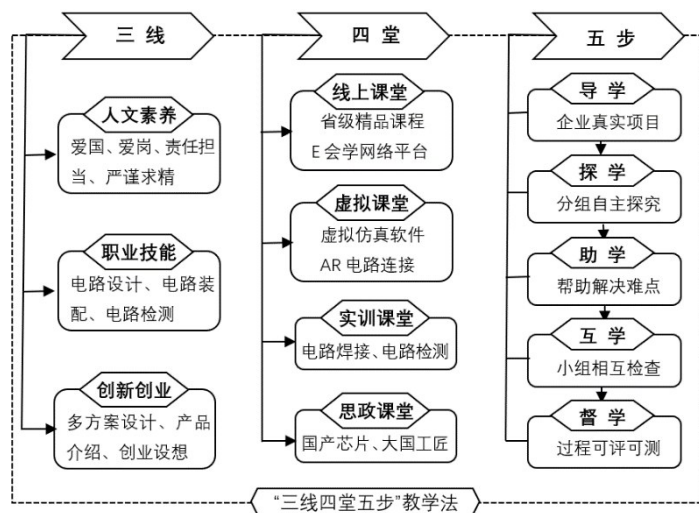 三线
人文素养
爱国、爱岗、责任担
当、严谨求精
职业技能
电路设计、电路装
配、电路检测
创新创业
多方案设计、产品
介绍、创业设想
四堂
线上课堂
省级精品课程
E会学网络平台
虚拟课堂
虚拟仿真软件
AR电路连接
实训课堂
电路焊接、电路检测
思政课堂
国产芯片、大国工匠
五步
导学
企业真实项目
探学
分组自主探究
助学
帮助解决难点
互学
小组相互检查
督学
过程可评可测
“三线四堂五步”教学法